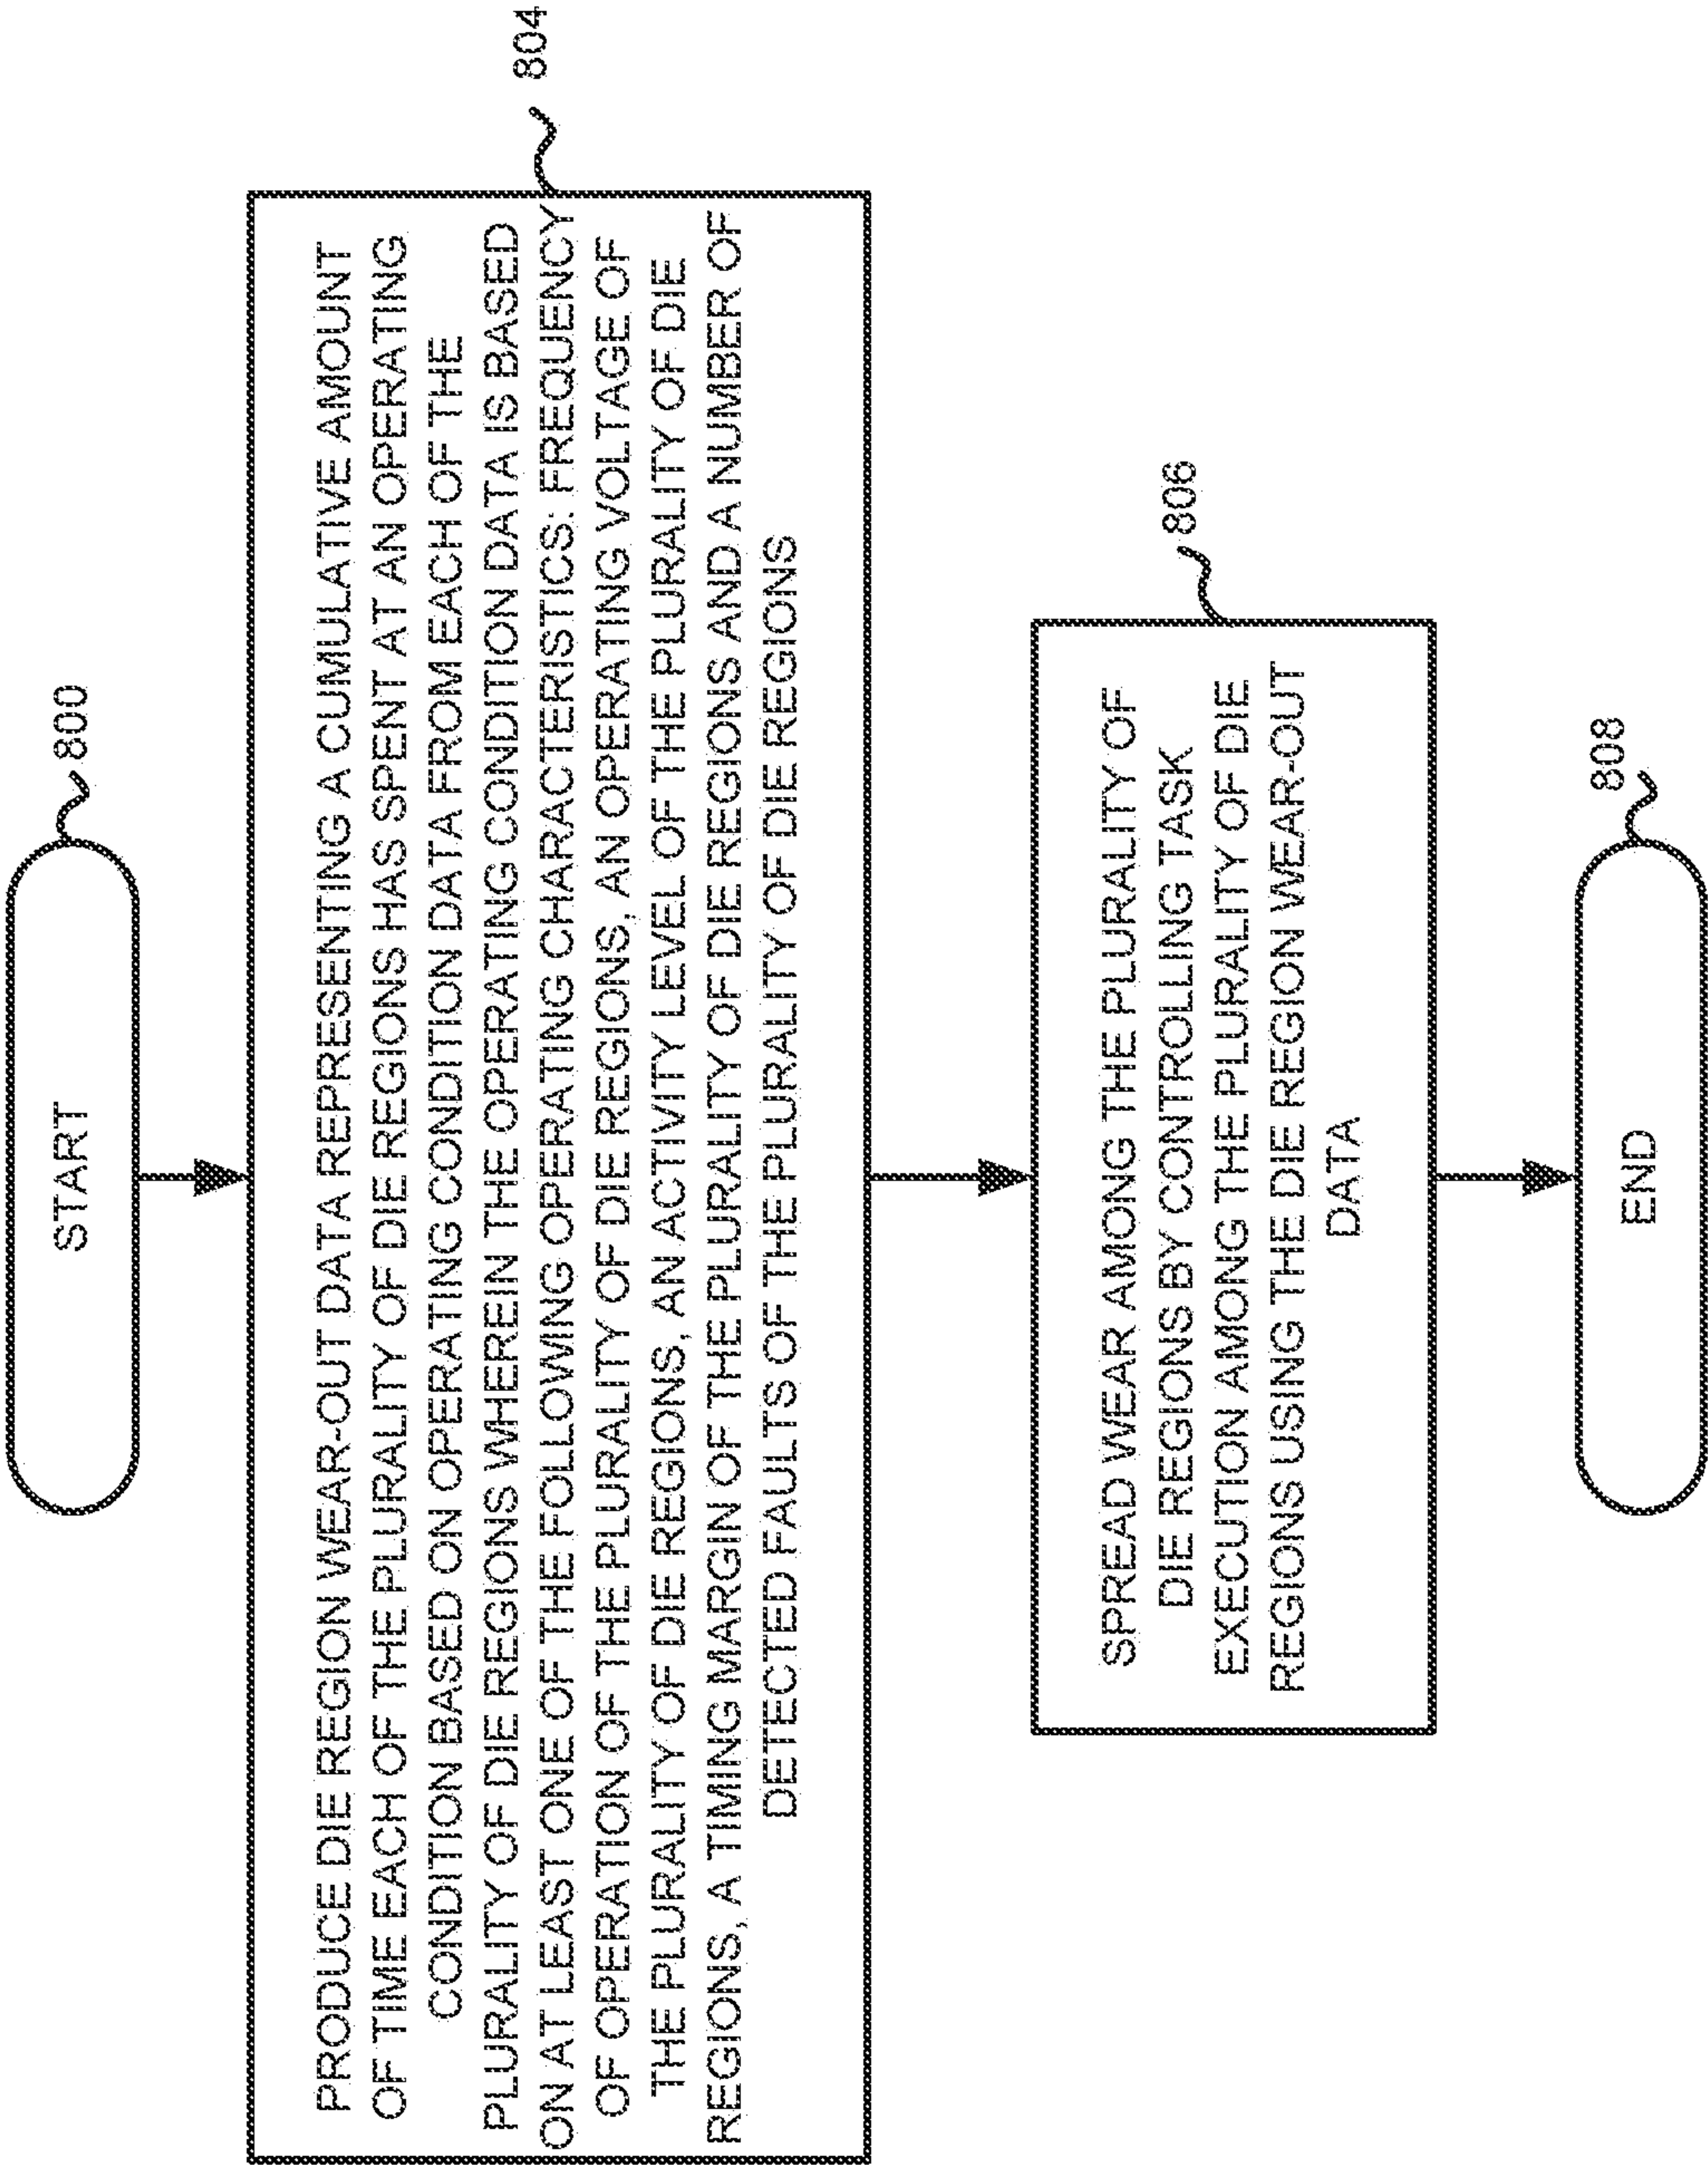 START
800
PRODUCE DIE REGION WEAR-OUT DATA REPRESENTING A CUMULATIVE AMOUNT
OF TIME EACH OF THE PLURALITY OF DIE REGIONS HAS SPENT AT AN OPERATING
CONDITION BASED ON OPERATING CONDITION DATA FROM EACH OF THE
PLURALITY OF DIE REGIONS WHEREIN THE OPERATING CONDITION DATA IS BASED
ON AT LEAST ONE OF THE FOLLOWING OPERATING CHARACTERISTICS: FREQUENCY
OF OPERATION OF THE PLURALITY OF DIE REGIONS, AN OPERATING VOLTAGE OF
THE PLURALITY OF DIE REGIONS, AN ACTIVITY LEVEL OF THE PLURALITY OF DIE
REGIONS, A TIMING MARGIN OF THE PLURALITY OF DIE REGIONS AND A NUMBER OF
DETECTED FAULTS OF THE PLURALITY OF DIE REGIONS
804
SPREAD WEAR AMONG THE PLURALITY OF
DIE REGIONS BY CONTROLLING TASK
EXECUTION AMONG THE PLURALITY OF DIE
REGIONS USING THE DIE REGION WEAR-OUT
DATA
806
END
808